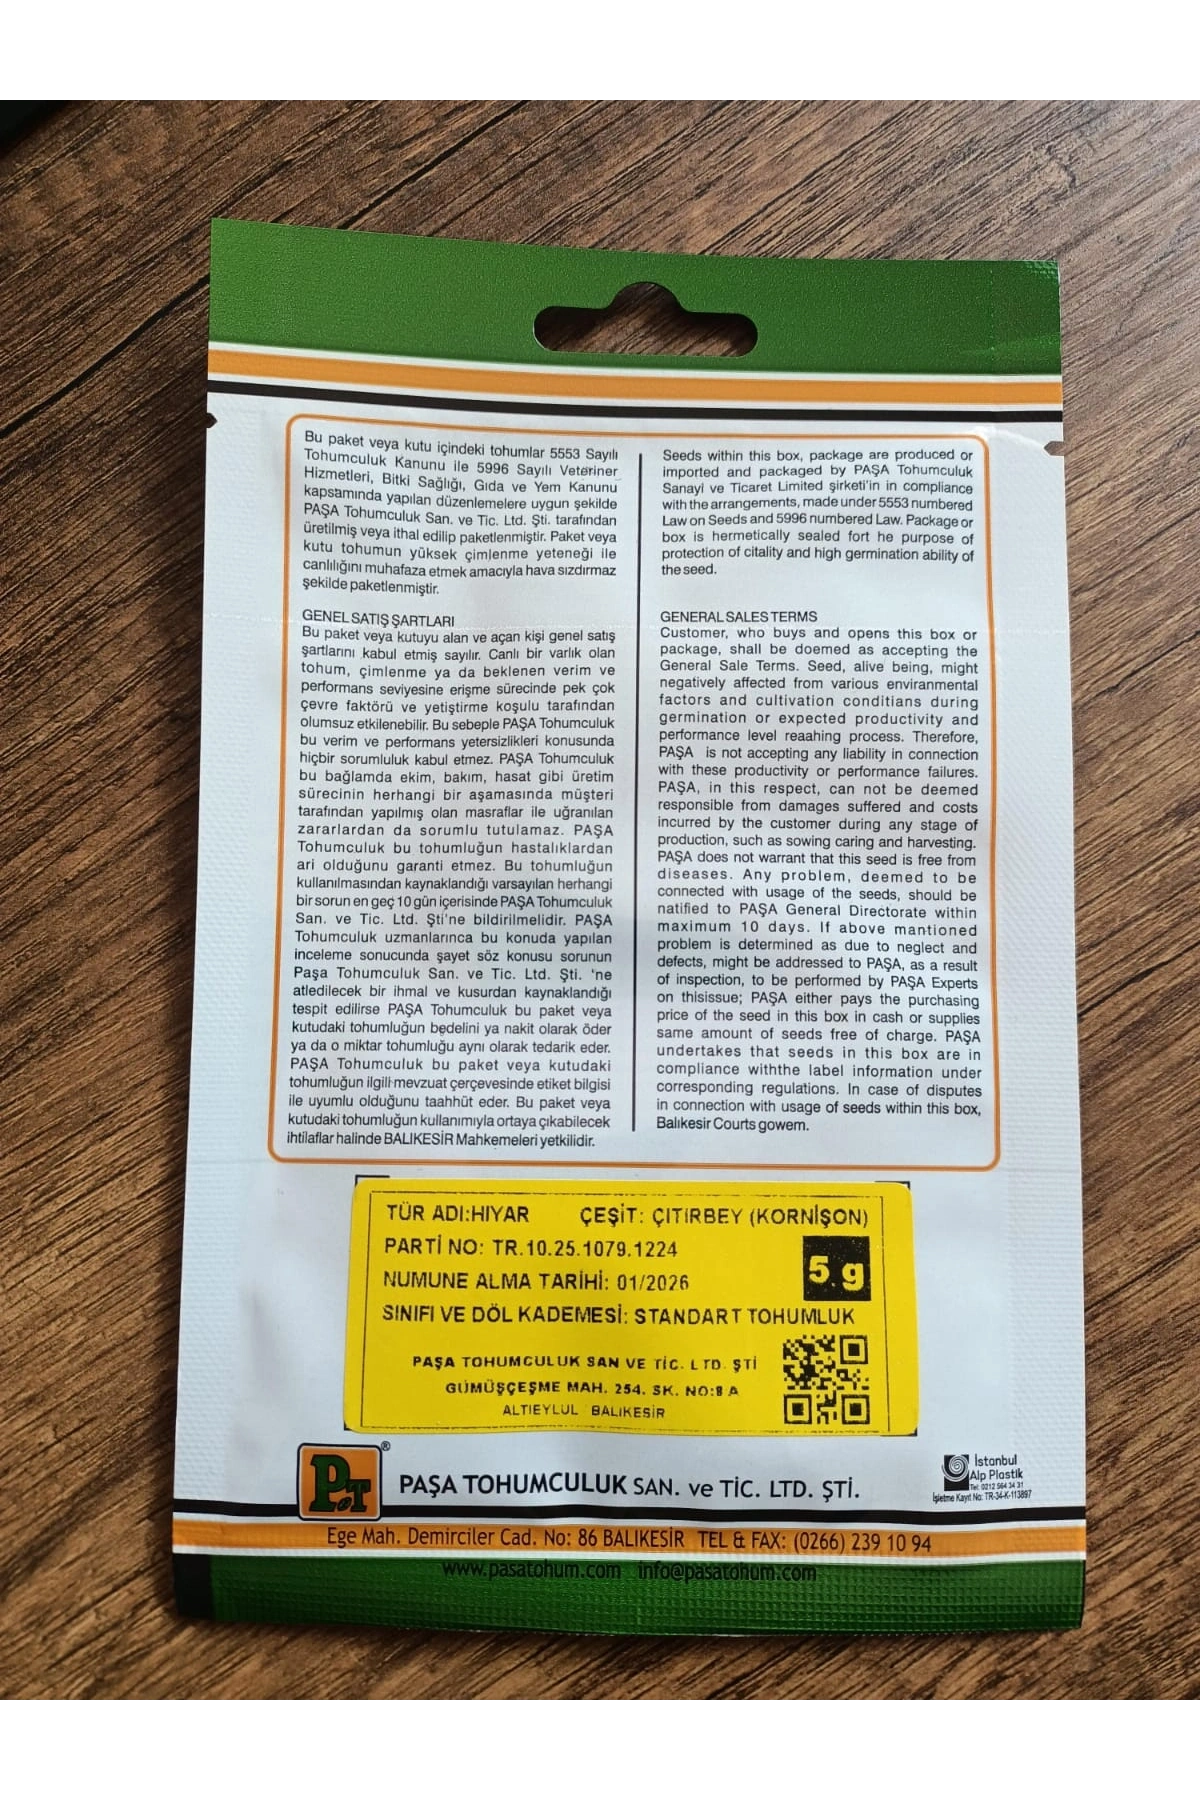 Bu paket veya kutu içindeki tohumlar 5553 Sayılı
Tohumculuk Kanunu ile 5996 Sayılı Veteriner
Hizmetleri, Bitki Sağlığı, Gıda ve Yem Kanunu
kapsamında yapılan düzenlemelere uygun şekilde
PAŞA Tohumculuk San. ve Tic. Ltd. Şti. tarafından
üretilmiş veya ithal edilip paketlenmiştir. Paket veya
kutu tohumun yüksek çimlenme yeteneği ile
canlılığını muhafaza etmek amacıyla hava sızdırmaz
şekilde paketlenmiştir.
GENEL SATIŞ ŞARTLARI
Bu paket veya kutuyu alan ve açan kişi genel satış
şartlarını kabul etmiş sayılır. Canlı bir varlık olan
tohum, çimlenme ya da beklenen verim ve
performans seviyesine erişme sürecinde pek çok
çevre faktörü ve yetiştirme koşulu tarafından
olumsuz etkilenebilir. Bu sebeple PAŞA Tohumculuk
bu verim ve performans yetersizlikleri konusunda
hiçbir sorumluluk kabul etmez. PAŞA Tohumculuk
bu bağlamda ekim, bakım, hasat gibi üretim
sürecinin herhangi bir aşamasında müşteri
tarafından yapılmış olan masraflar ile uğranılan
zararlardan da sorumlu tutulamaz. PAŞA
Tohumculuk bu tohumluğun hastalıklardan
ari olduğunu garanti etmez. Bu tohumluğun
kullanılmasından kaynaklandığı varsayılan herhangi
bir sorun en geç 10 gün içerisinde PAŞA Tohumculuk
San. ve Tic. Ltd. Şti'ne bildirilmelidir. PAŞA
Tohumculuk uzmanlarınca bu konuda yapılan
inceleme sonucunda şayet söz konusu sorunun
Paşa Tohumculuk San. ve Tic. Ltd. Şti. 'ne
atledilecek bir ihmal ve kusurdan kaynaklandığı
tespit edilirse PAŞA Tohumculuk bu paket veya
kutudaki tohumluğun bedelini ya nakit olarak öder
ya da o miktar tohumluğu aynı olarak tedarik eder.
PAŞA Tohumculuk bu paket veya kutudaki
tohumluğun ilgili mevzuat çerçevesinde etiket bilgisi
ile uyumlu olduğunu taahhüt eder. Bu paket veya
kutudaki tohumluğun kullanımıyla ortaya çıkabilecek
ihtilaflar halinde BALIKESİR Mahkemeleri yetkilidir.
Seeds within this box, package are produced or
imported and packaged by PAŞA Tohumculuk
Sanayi ve Ticaret Limited şirketi'in in compliance
with the arrangements, made under 5553 numbered
Law on Seeds and 5996 numbered Law. Package or
box is hermetically sealed fort he purpose of
protection of citality and high germination ability of
the seed.
GENERAL SALES TERMS
Customer, who buys and opens this box or
package, shall be doemed as accepting the
General Sale Terms. Seed, alive being, might
negatively affected from various enviranmental
factors and cultivation conditians during
germination or expected productivity and
performance level reaahing process. Therefore,
PAŞA is not accepting any liability in connection
with these productivity or performance failures.
PAŞA, in this respect, can not be deemed
responsible from damages suffered and costs
incurred by the customer during any stage of
production, such as sowing caring and harvesting.
PAŞA does not warrant that this seed is free from
diseases. Any problem, deemed to be
connected with usage of the seeds, should be
natified to PAŞA General Directorate within
maximum 10 days. If above mantioned
problem is determined as due to neglect and
defects, might be addressed to PAŞA, as a result
of inspection, to be performed by PAŞA Experts
on thisissue; PAŞA either pays the purchasing
price of the seed in this box in cash or supplies
same amount of seeds free of charge. PAŞA
undertakes that seeds in this box are in
compliance withthe label information under
corresponding regulations. In case of disputes
in connection with usage of seeds within this box,
Balıkesir Courts gowem.
TÜR ADI:HIYAR ÇEŞİT: ÇITIRBEY (KORNİŞON)
PARTİ NO: TR.10.25.1079.1224
5 g
NUMUNE ALMA TARİHİ: 01/2026
SINIFI VE DÖL KADEMESİ: STANDART TOHUMLUK
PAŞA TOHUMCULUK SAN VE TİC. LTD. ŞTİ
GÜMÜŞÇEŞME MAH. 254. SK. NO:8 A
ALTIEYLUL BALIKESİR
PT ®
PAŞA TOHUMCULUK SAN. ve TİC. LTD. ŞTİ.
İstanbul
Alp Plastik
Tel: 0212 564 34 31
İşletme Kayıt No: TR-34-K-113897
Ege Mah. Demirciler Cad. No: 86 BALIKESİR TEL & FAX: (0266) 239 10 94
www.pasatohum.com info@pasatohum.com